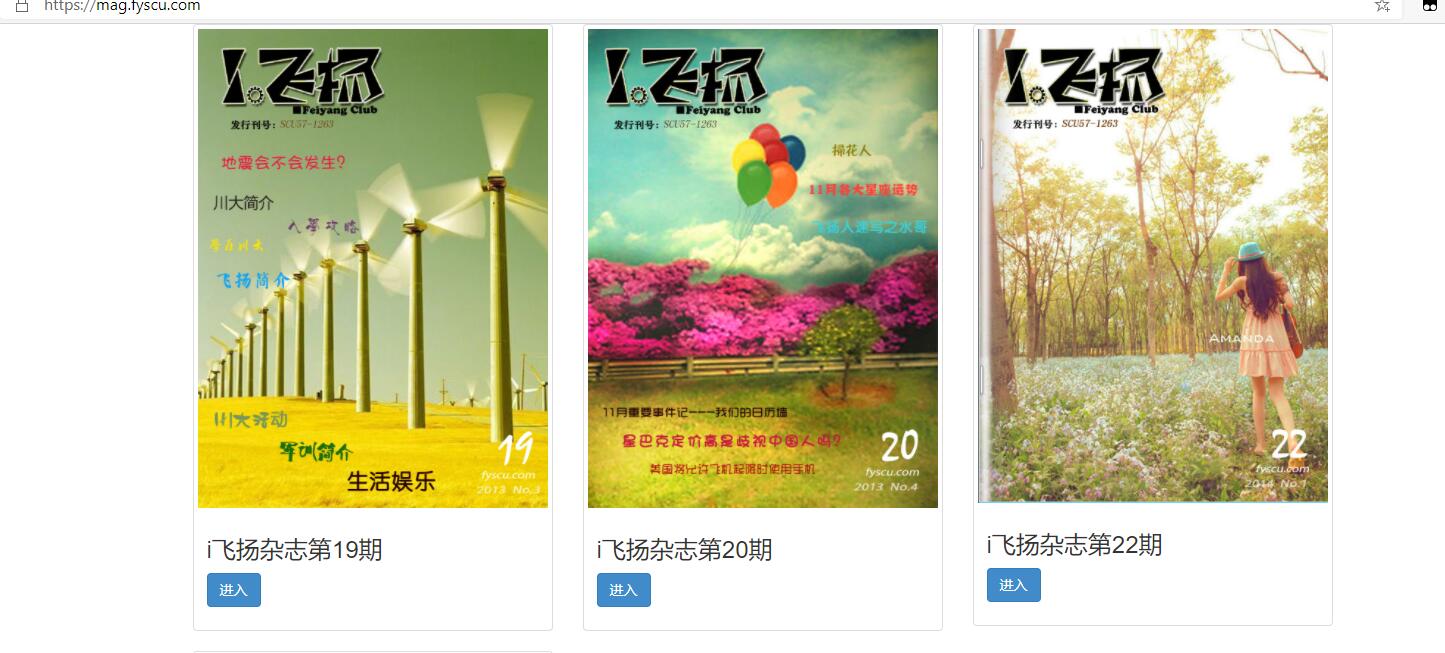 https://mag.fyscu.com
I.飞扬
Feiyang Club
发行刊号：SCU57-1263
地震会不会发生？
川大简介
入学攻略
学在川大
飞扬简介
川大活动
军训简介
生活娱乐
19
fyscu.com
2013 No.3
i飞扬杂志第19期
进入
I.飞扬
Feiyang Club
发行刊号：SCU57-1263
掃花人
11月各大星座运势
飞扬人速写之水哥
11月重要事件记———我们的日历墙
星巴克定价高是歧视中国人吗？
美国将允许飞机起降时使用手机
20
fyscu.com
2013 No.4
i飞扬杂志第20期
进入
I.飞扬
Feiyang Club
发行刊号：SCU57-1263
AMANDA
22
fyscu.com
2014 No.1
i飞扬杂志第22期
进入